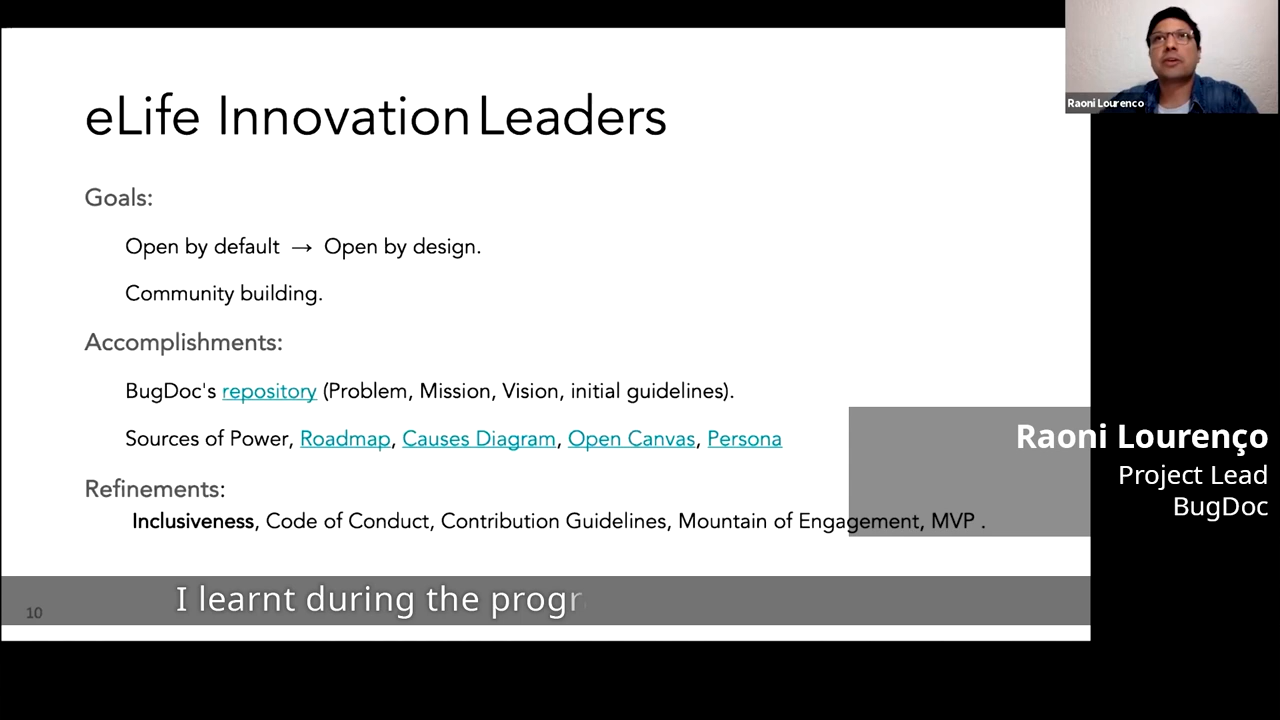 Raoni Lourenco
eLife Innovation Leaders
Goals:
Open by default → Open by design.
Community building.
Accomplishments:
BugDoc's repository (Problem, Mission, Vision, initial guidelines).
Sources of Power, Roadmap, Causes Diagram, Open Canvas, Persona
Refinements:
Inclusiveness, Code of Conduct, Contribution Guidelines, Mountain of Engagement, MVP .
Raoni Lourenço
Project Lead
BugDoc
I learnt during the progr
10